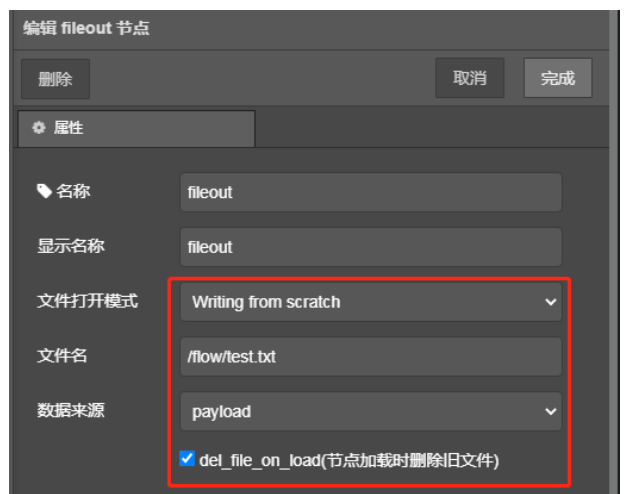 编辑 fileout 节点
删除 取消 完成
属性
名称 fileout
显示名称 fileout
文件打开模式 Writing from scratch
文件名 /flow/test.txt
数据来源 payload
del_file_on_load(节点加载时删除旧文件)